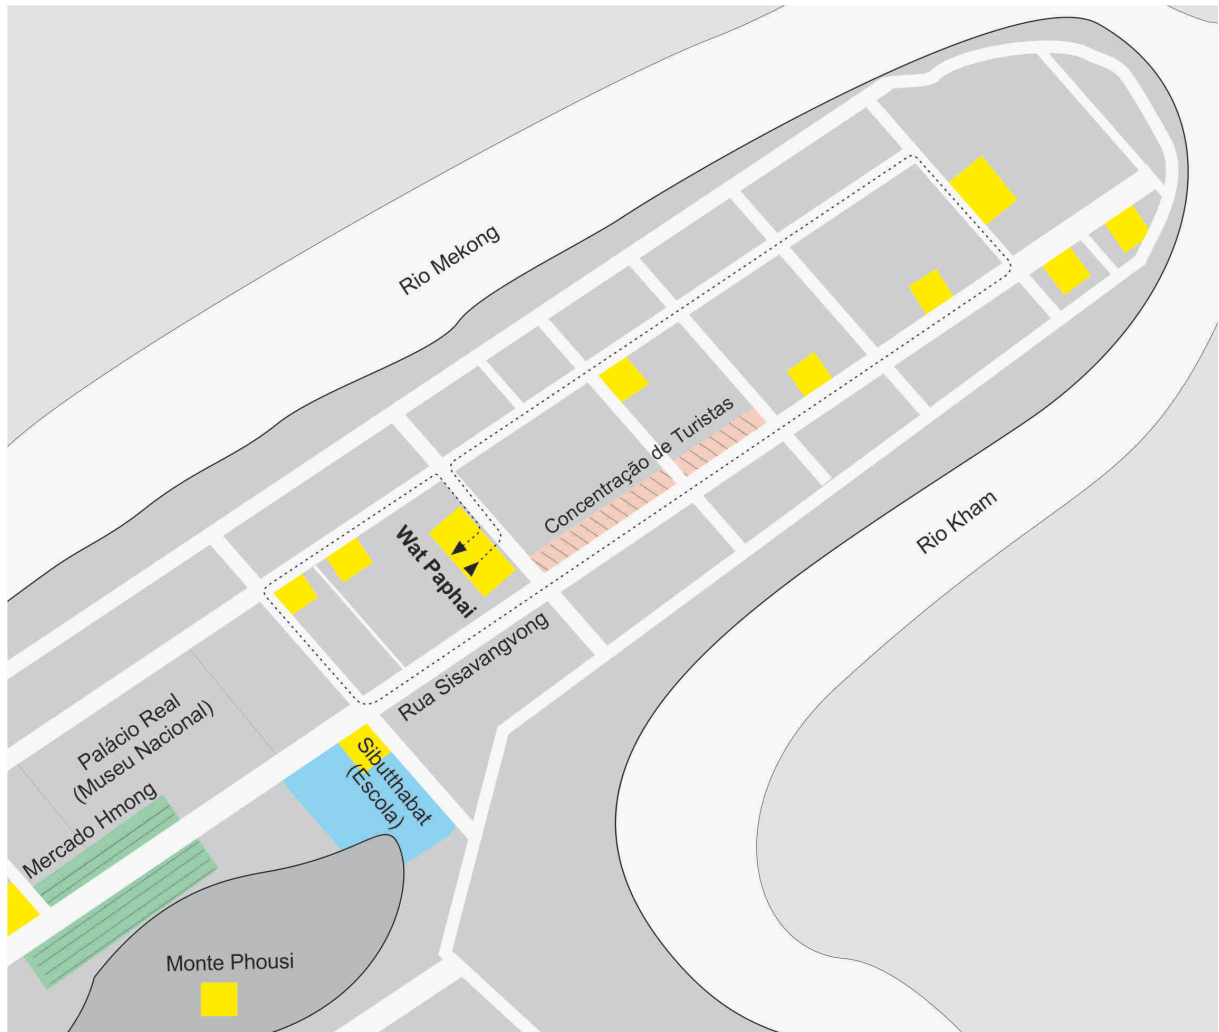 Rio Mekong
Concentração de Turistas
Rio Kham
Wat Paphai
Rua Sisavangvong
Palácio Real
(Museu Nacional)
Sibutthabat
(Escola)
Mercado Hmong
Monte Phousi